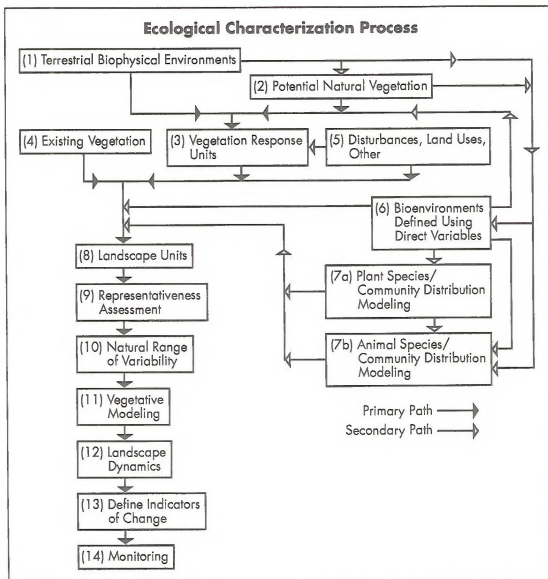 Ecological Characterization Process
(1) Terrestrial Biophysical Environments
(2) Potential Natural Vegetation
(4) Existing Vegetation
(3) Vegetation Response
Units
(5) Disturbances, Land Uses,
Other
(6) Bioenvironments
Defined Using
Direct Variables
(8) Landscape Units
(7a) Plant Species/
Community Distribution
Modeling
(9) Representativeness
Assessment
(10) Natural Range
of Variability
(7b) Animal Species/
Community Distribution
Modeling
(11) Vegetative
Modeling
Primary Path
Secondary Path
(12) Landscape
Dynamics
(13) Define Indicators
of Change
(14) Monitoring